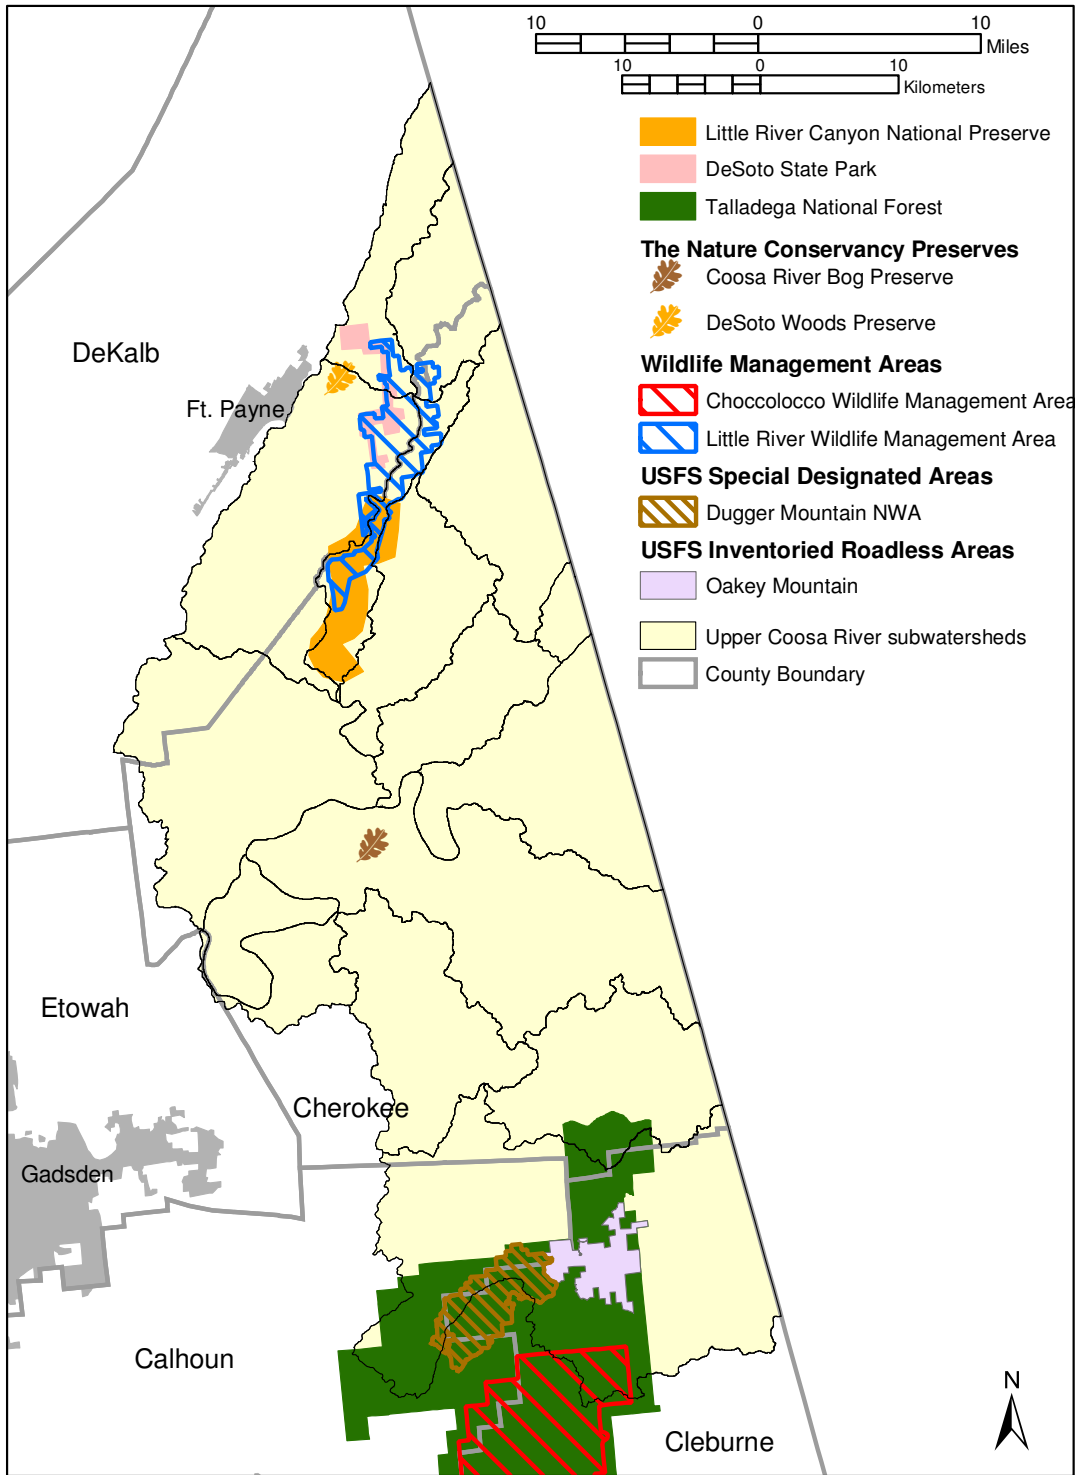 10 0 10
Miles
10 0 10
Kilometers
Little River Canyon National Preserve
DeSoto State Park
Talladega National Forest
The Nature Conservancy Preserves
Coosa River Bog Preserve
DeSoto Woods Preserve
Wildlife Management Areas
Choccolocco Wildlife Management Area
Little River Wildlife Management Area
USFS Special Designated Areas
Dugger Mountain NWA
USFS Inventoried Roadless Areas
Oakey Mountain
Upper Coosa River subwatersheds
County Boundary
DeKalb
Ft. Payne
Etowah
Cherokee
Gadsden
Calhoun
Cleburne
N